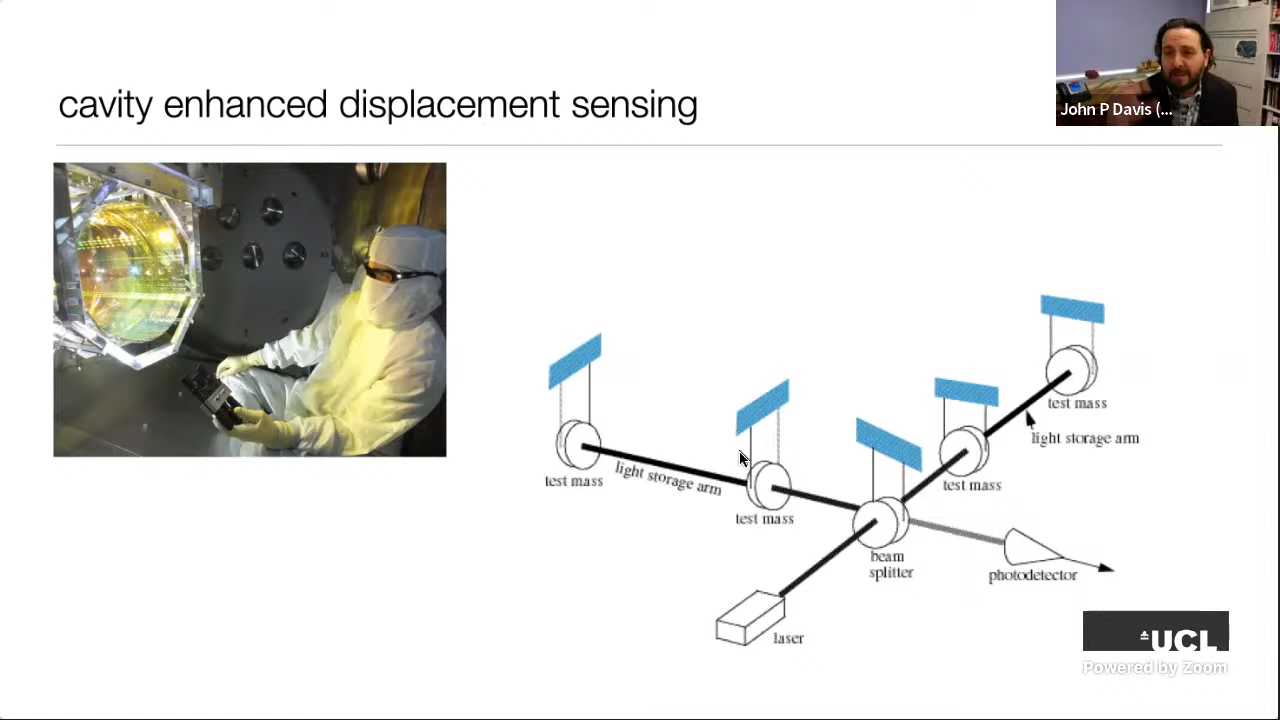 cavity enhanced displacement sensing
John P Davis (...
test mass
light storage arm
test mass
test mass
light storage arm
test mass
beam
splitter
photodetector
laser
UCL
Powered by Zoom